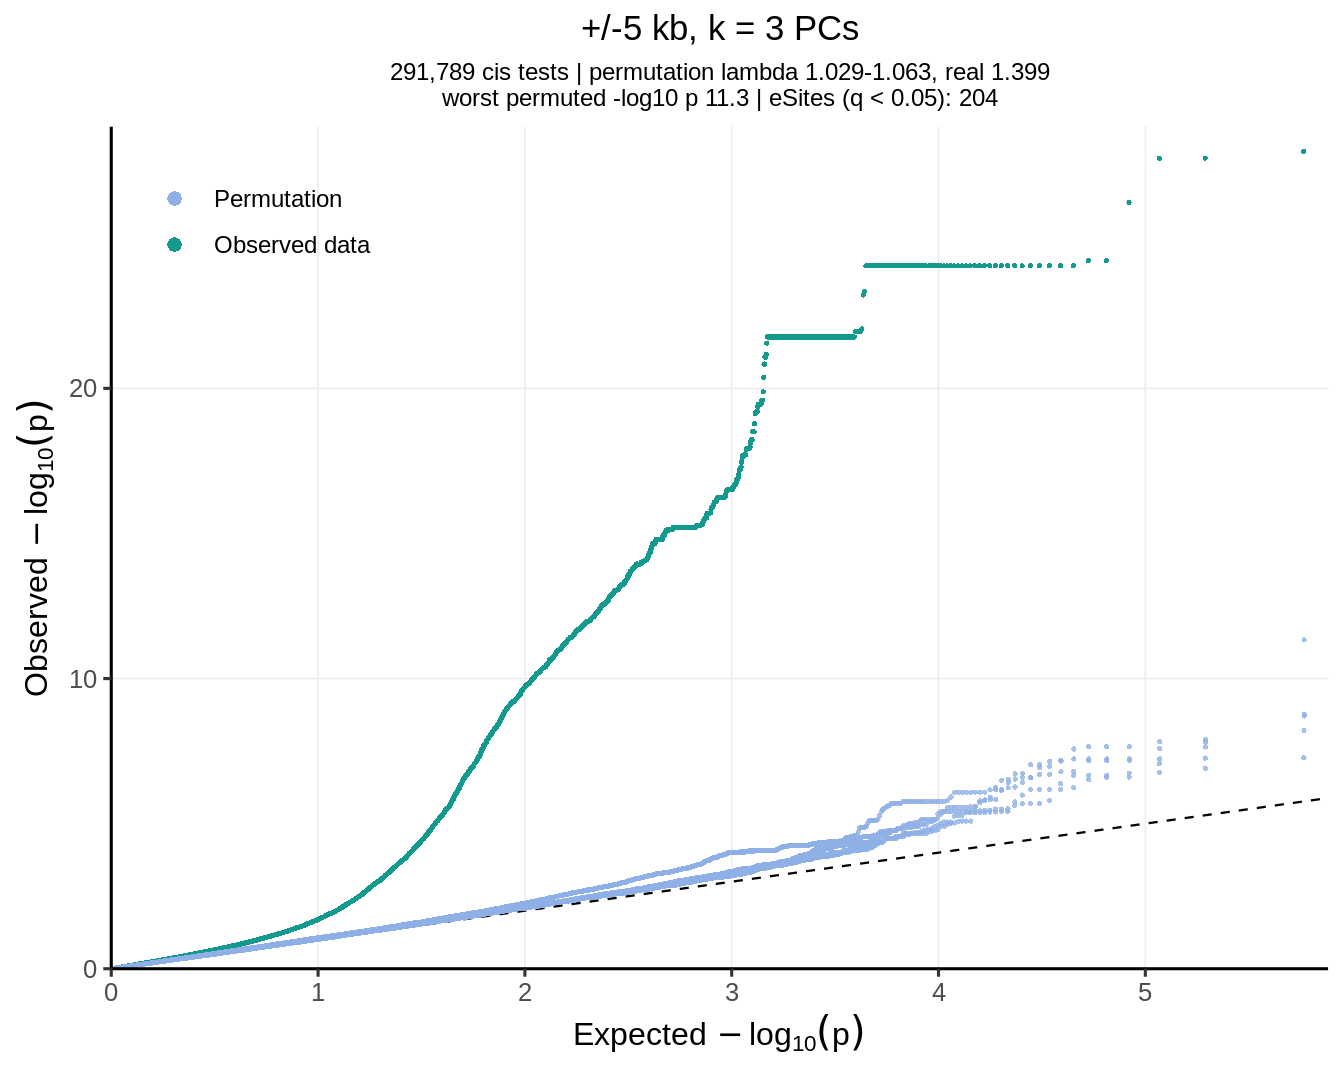 +/-5 kb, k = 3 PCs
291,789 cis tests | permutation lambda 1.029-1.063, real 1.399
worst permuted -log10 p 11.3 | eSites (q < 0.05): 204
Permutation
Observed data
20
10
0
Observed −log10(p)
0 1 2 3 4 5
Expected −log10(p)